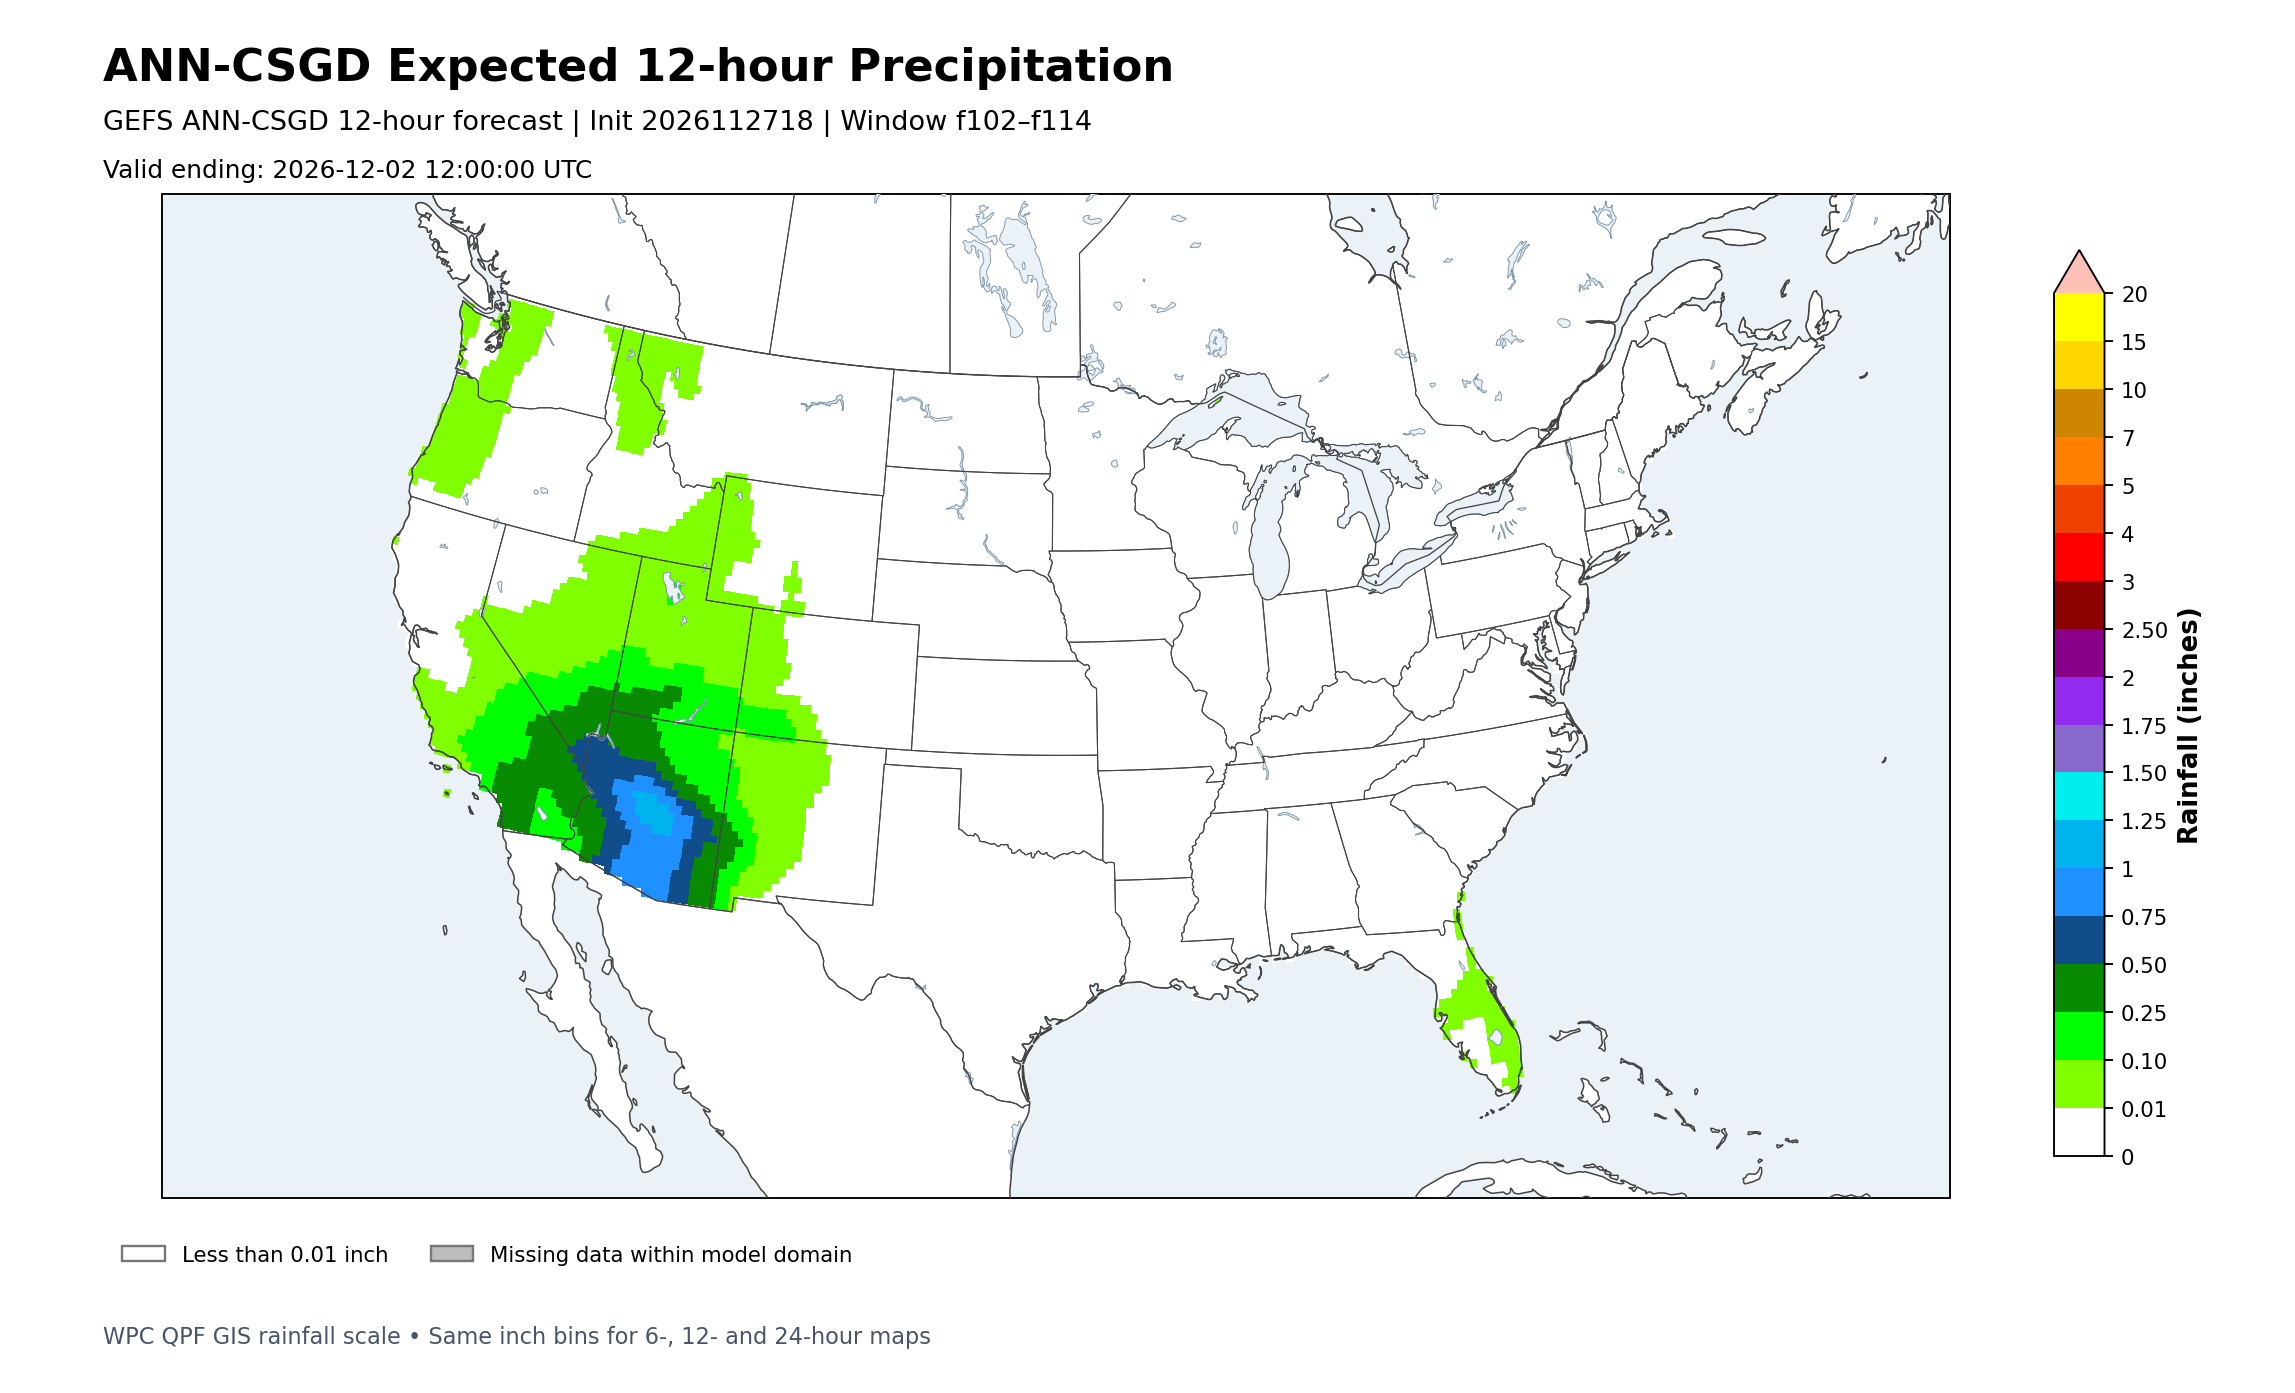 ANN-CSGD Expected 12-hour Precipitation
GEFS ANN-CSGD 12-hour forecast | Init 2026112718 | Window f102–f114
Valid ending: 2026-12-02 12:00:00 UTC
20
15
10
7
5
4
3
2.50
2
1.75
1.50
1.25
1
0.75
0.50
0.25
0.10
0.01
0
Rainfall (inches)
Less than 0.01 inch
Missing data within model domain
WPC QPF GIS rainfall scale • Same inch bins for 6-, 12- and 24-hour maps